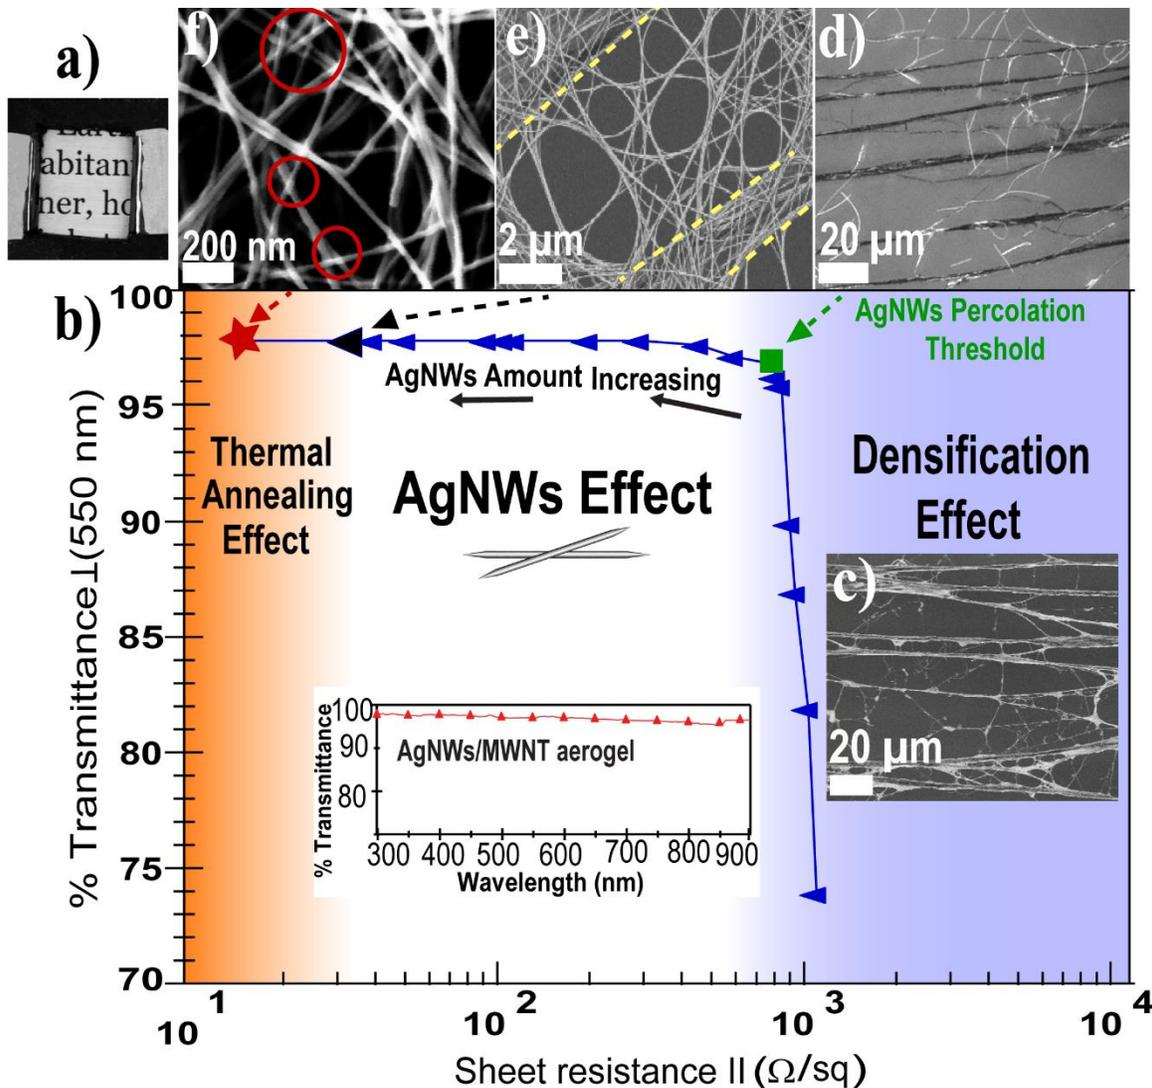 a)
Earth
abitan
ner, ho
f)
200 nm
e)
2 µm
d)
20 µm
b)
100
95
90
85
80
75
70
% Transmittance⊥(5550 nm)
AgNWs Percolation
Threshold
AgNWs Amount Increasing
Thermal
Annealing
Effect
AgNWs Effect
Densification
Effect
c)
20 µm
% Transmittance
100
90
80
AgNWs/MWNT aerogel
300 400 500 600 700 800 900
Wavelength (nm)
10 1 10 2 10 3 10 4
Sheet resistance II (Ω/sq)